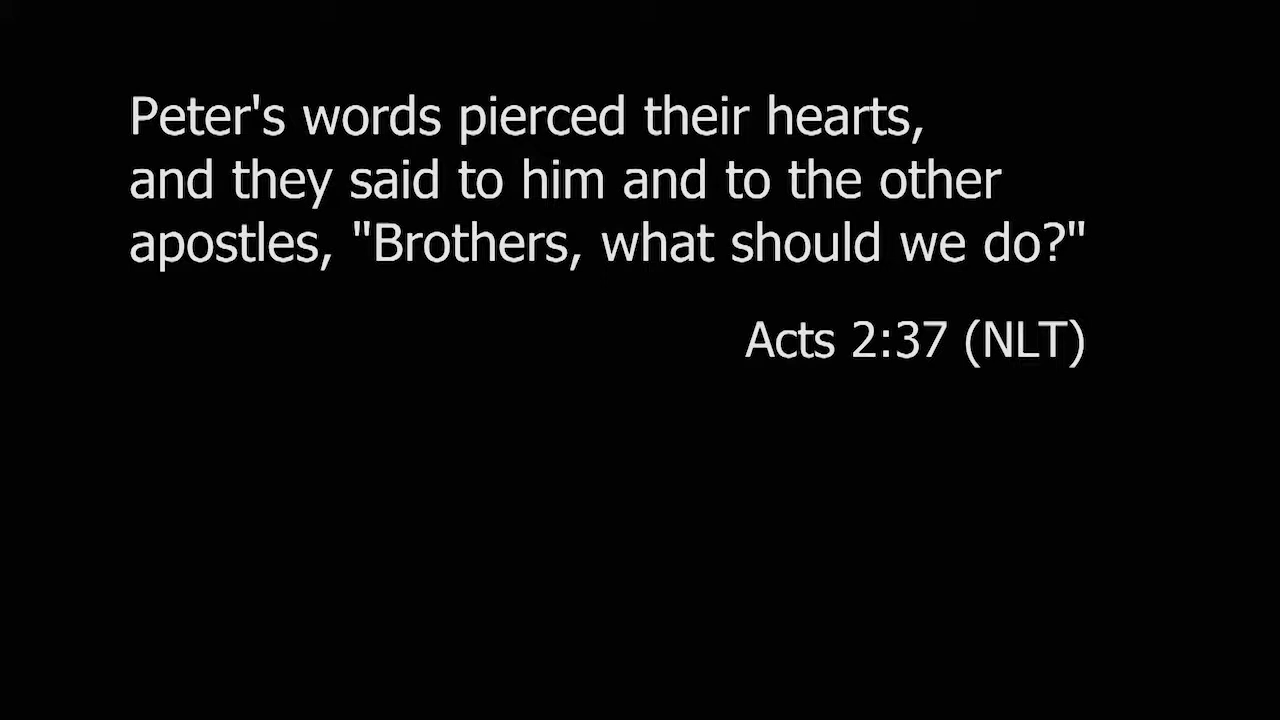 Peter's words pierced their hearts,
and they said to him and to the other
apostles, "Brothers, what should we do?"
Acts 2:37 (NLT)